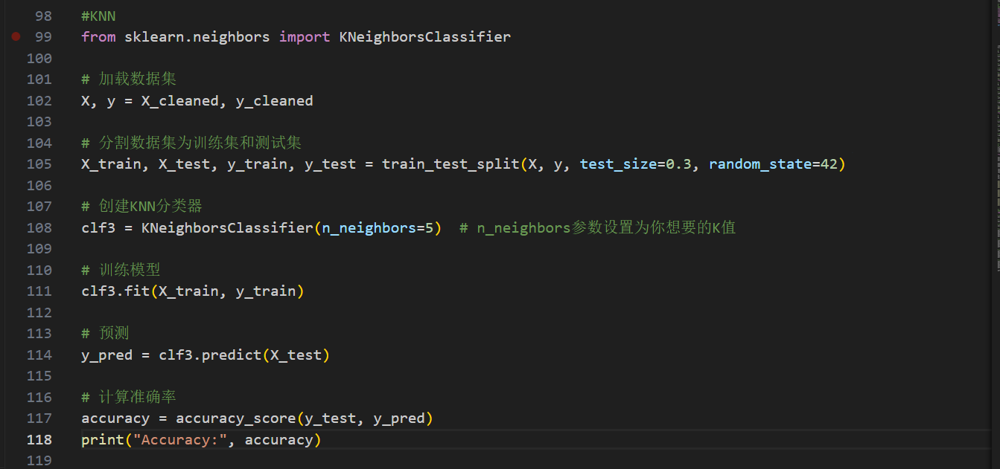 98 #KNN
99 from sklearn.neighbors import KNeighborsClassifier
100
101 # 加载数据集
102 X, y = X_cleaned, y_cleaned
103
104 # 分割数据集为训练集和测试集
105 X_train, X_test, y_train, y_test = train_test_split(X, y, test_size=0.3, random_state=42)
106
107 # 创建KNN分类器
108 clf3 = KNeighborsClassifier(n_neighbors=5)  # n_neighbors参数设置为你想要的K值
109
110 # 训练模型
111 clf3.fit(X_train, y_train)
112
113 # 预测
114 y_pred = clf3.predict(X_test)
115
116 # 计算准确率
117 accuracy = accuracy_score(y_test, y_pred)
118 print("Accuracy:", accuracy)
119